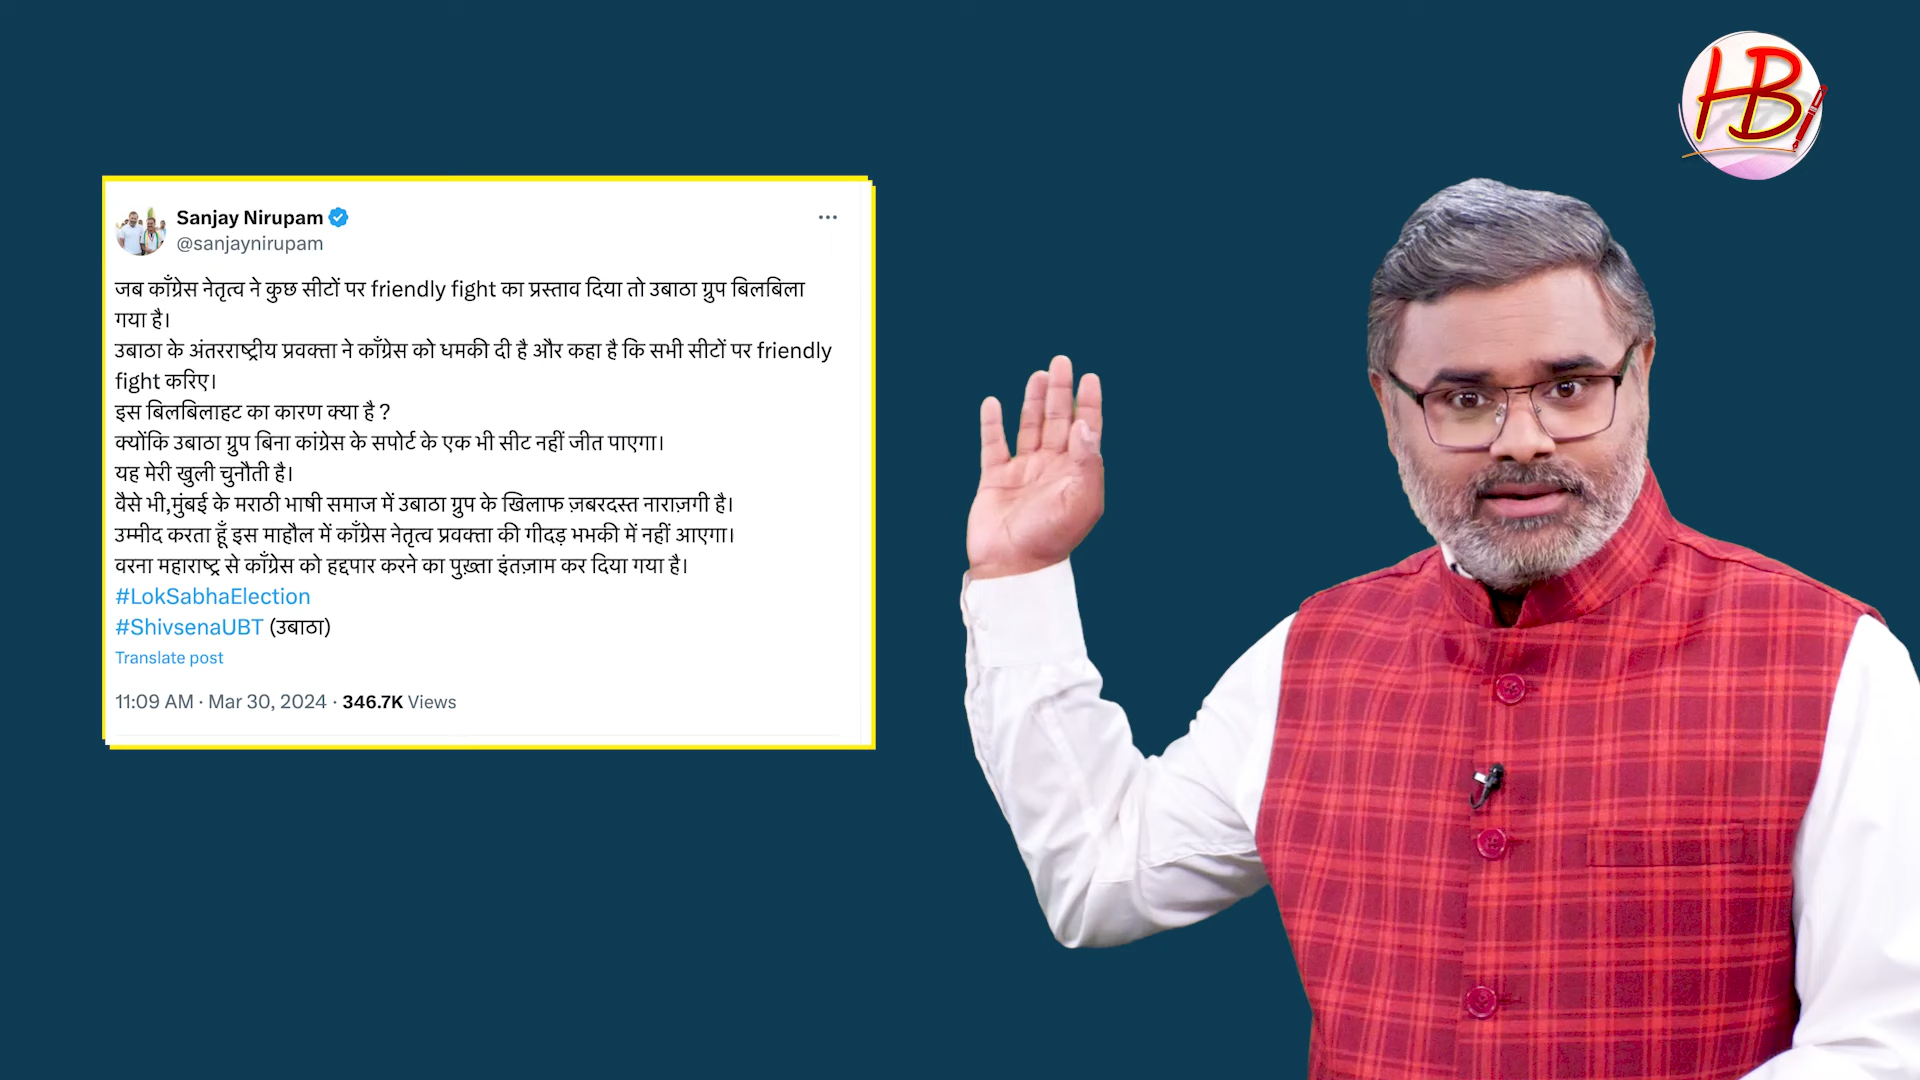 HB
Sanjay Nirupam
@sanjaynirupam
जब काँग्रेस नेतृत्व ने कुछ सीटों पर friendly fight का प्रस्ताव दिया तो उबाठा ग्रुप बिलबिला
गया है।
उबाठा के अंतरराष्ट्रीय प्रवक्ता ने काँग्रेस को धमकी दी है और कहा है कि सभी सीटों पर friendly
fight करिए।
इस बिलबिलाहट का कारण क्या है ?
क्योंकि उबाठा ग्रुप बिना कांग्रेस के सपोर्ट के एक भी सीट नहीं जीत पाएगा।
यह मेरी खुली चुनौती है।
वैसे भी,मुंबई के मराठी भाषी समाज में उबाठा ग्रुप के खिलाफ ज़बरदस्त नाराज़गी है।
उम्मीद करता हूँ इस माहौल में काँग्रेस नेतृत्व प्रवक्ता की गीदड़ भभकी में नहीं आएगा।
वरना महाराष्ट्र से काँग्रेस को हद्दपार करने का पुख़्ता इंतज़ाम कर दिया गया है।
#LokSabhaElection
#ShivsenaUBT (उबाठा)
Translate post
11:09 AM · Mar 30, 2024 · 346.7K Views